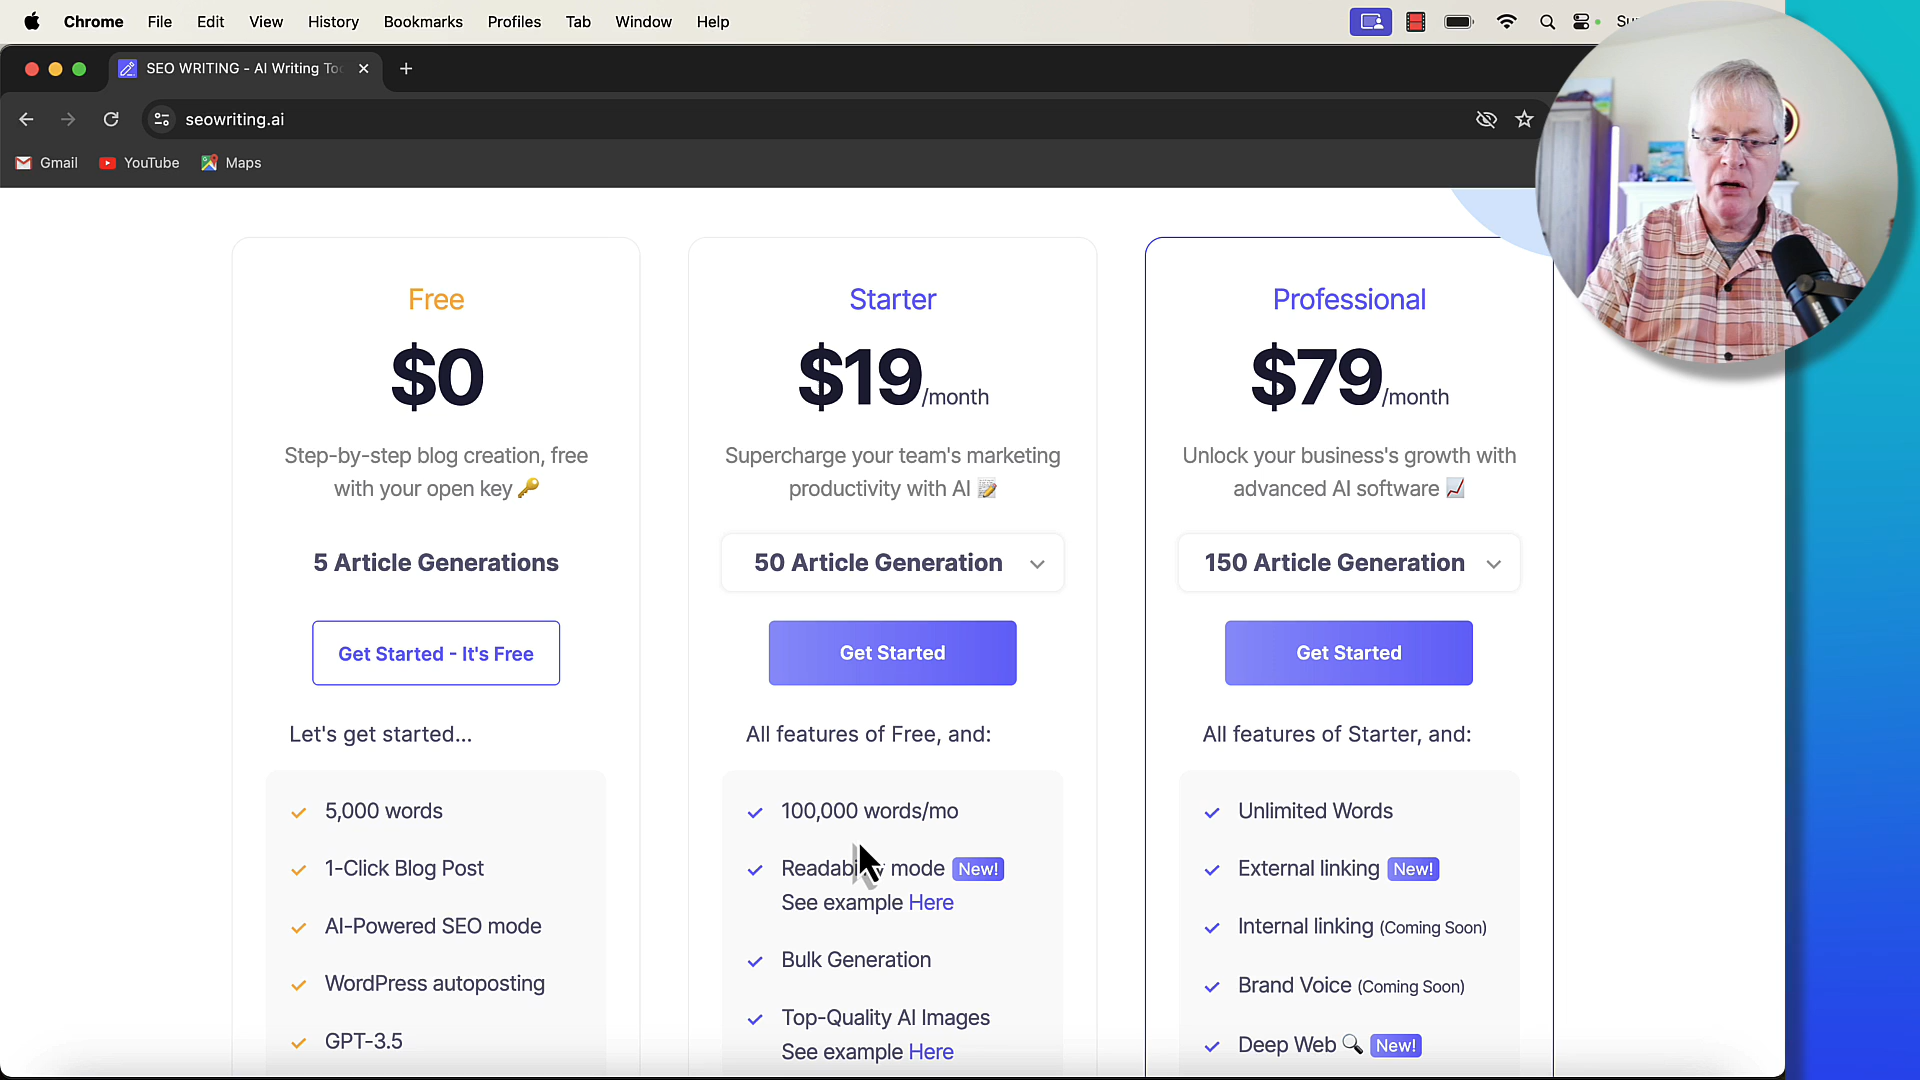 Chrome File Edit View History Bookmarks Profiles Tab Window Help
SEO WRITING - AI Writing Too
seowriting.ai
Gmail YouTube Maps
Free
$0
Step-by-step blog creation, free
with your open key
5 Article Generations
Get Started - It's Free
Let's get started...
5,000 words
1-Click Blog Post
AI-Powered SEO mode
WordPress autoposting
GPT-3.5
Starter
$19/month
Supercharge your team's marketing
productivity with AI
50 Article Generation
Get Started
All features of Free, and:
100,000 words/mo
Readability mode New!
See example Here
Bulk Generation
Top-Quality AI Images
See example Here
Professional
$79/month
Unlock your business's growth with
advanced AI software
150 Article Generation
Get Started
All features of Starter, and:
Unlimited Words
External linking New!
Internal linking (Coming Soon)
Brand Voice (Coming Soon)
Deep Web New!